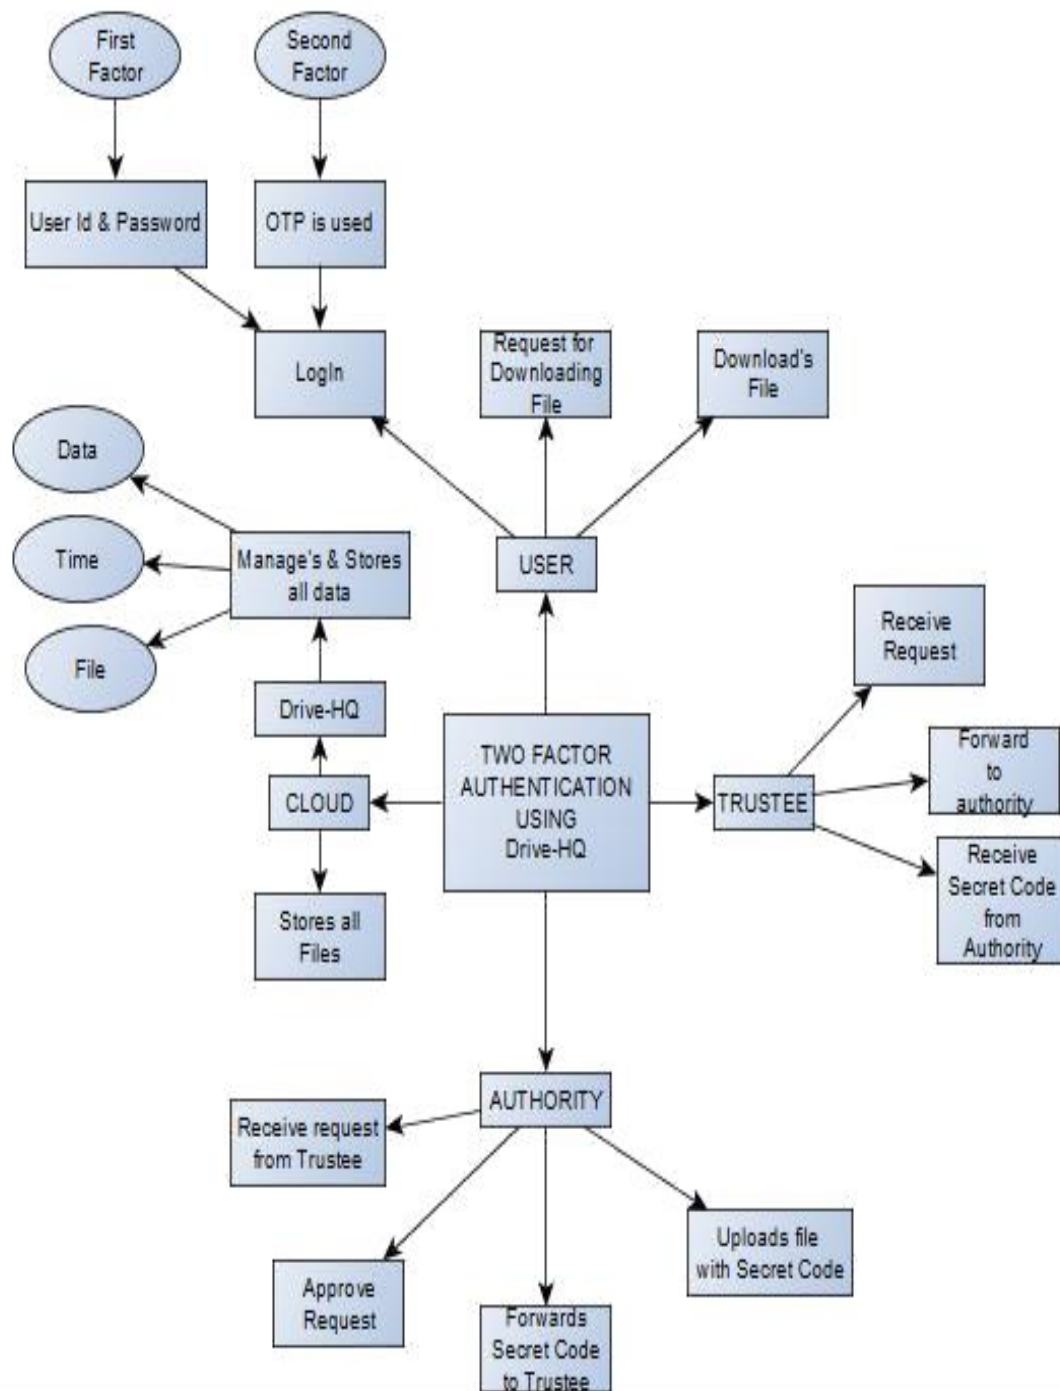 First
Factor
Second
Factor
User Id & Password
OTP is used
LogIn
Request for
Downloading
File
Download's
File
Data
Time
File
Manage's & Stores
all data
USER
Receive
Request
Drive-HQ
CLOUD
Stores all
Files
TWO FACTOR
AUTHENTICATION
USING
Drive-HQ
TRUSTEE
Forward
to
authority
Receive
Secret Code
from
Authority
AUTHORITY
Receive request
from Trustee
Approve
Request
Forwards
Secret Code
to Trustee
Uploads file
with Secret Code